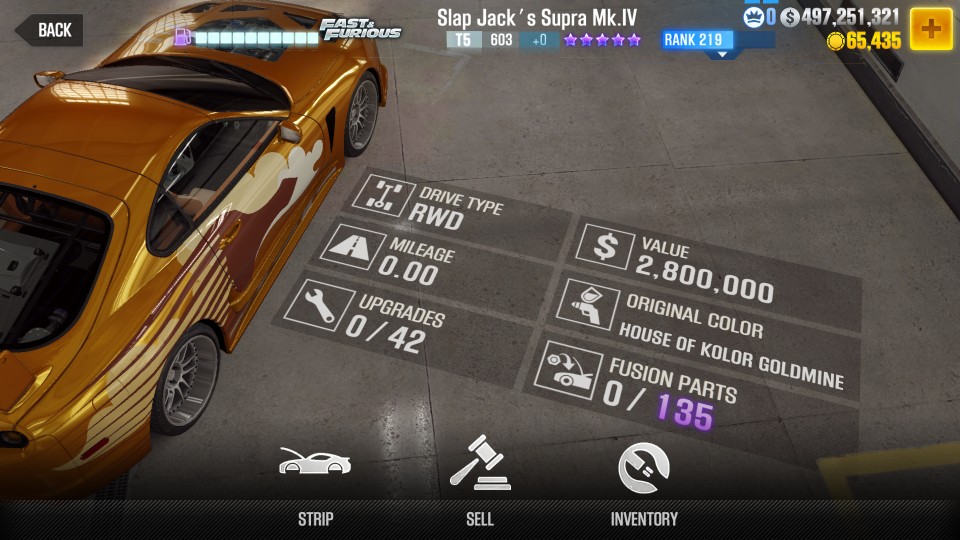 BACK
FAST & FURIOUS
Slap Jack's Supra Mk.IV
T5 603 +0
RANK 219
0 $ 497,251,321
65,435
DRIVE TYPE
RWD
MILEAGE
0.00
UPGRADES
0/42
$ VALUE
2,800,000
ORIGINAL COLOR
HOUSE OF KOLOR GOLDMINE
FUSION PARTS
0/135
STRIP
SELL
INVENTORY